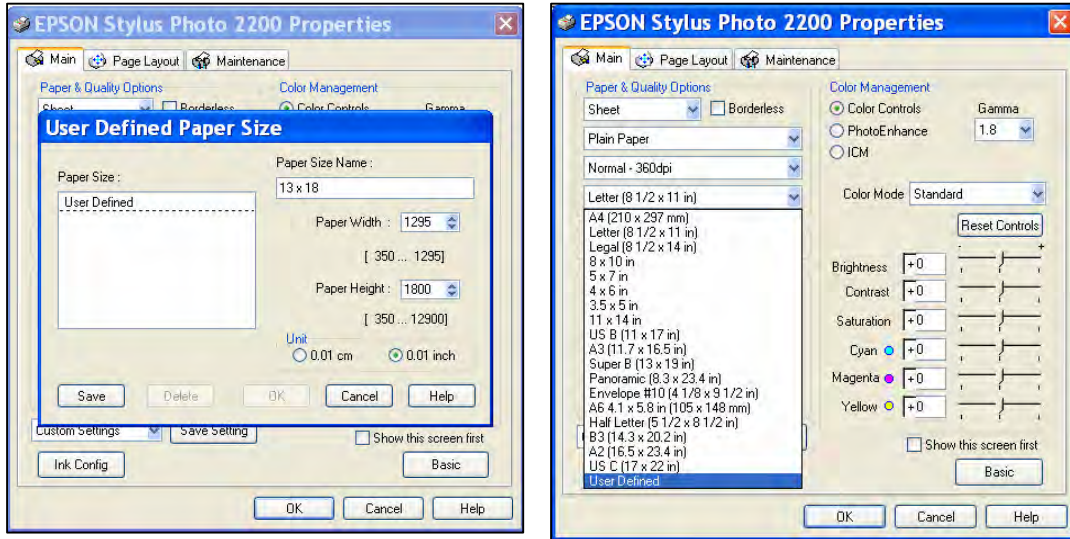 EPSON Stylus Photo 2200 Properties
Main
Page Layout
Maintenance
Paper & Quality Options
Color Management
Sheet
Borderless
Color Controls
Gamma
User Defined Paper Size
Paper Size :
User Defined
Paper Size Name :
13 x 18
Paper Width : 1295
[ 350 ... 1295]
Paper Height : 1800
[ 350 ... 12900]
Unit
0.01 cm
0.01 inch
Save
Delete
OK
Cancel
Help
Custom Settings
Save Setting
Show this screen first
Ink Config
Basic
OK
Cancel
Help
EPSON Stylus Photo 2200 Properties
Main
Page Layout
Maintenance
Paper & Quality Options
Sheet
Borderless
Plain Paper
Normal - 360dpi
Letter (8 1/2 x 11 in)
A4 (210 x 297 mm)
Letter (8 1/2 x 11 in)
Legal (8 1/2 x 14 in)
8 x 10 in
5 x 7 in
4 x 6 in
3.5 x 5 in
11 x 14 in
US B (11 x 17 in)
A3 (11.7 x 16.5 in)
Super B (13 x 19 in)
Panoramic (8.3 x 23.4 in)
Envelope #10 (4 1/8 x 9 1/2 in)
A6 4.1 x 5.8 in (105 x 148 mm)
Half Letter (5 1/2 x 8 1/2 in)
B3 (14.3 x 20.2 in)
A2 (16.5 x 23.4 in)
US C (17 x 22 in)
User Defined
Color Management
Color Controls
PhotoEnhance
ICM
Gamma
1.8
Color Mode Standard
Reset Controls
- +
Brightness +0
Contrast +0
Saturation +0
Cyan +0
Magenta +0
Yellow +0
Show this screen first
Basic
OK
Cancel
Help